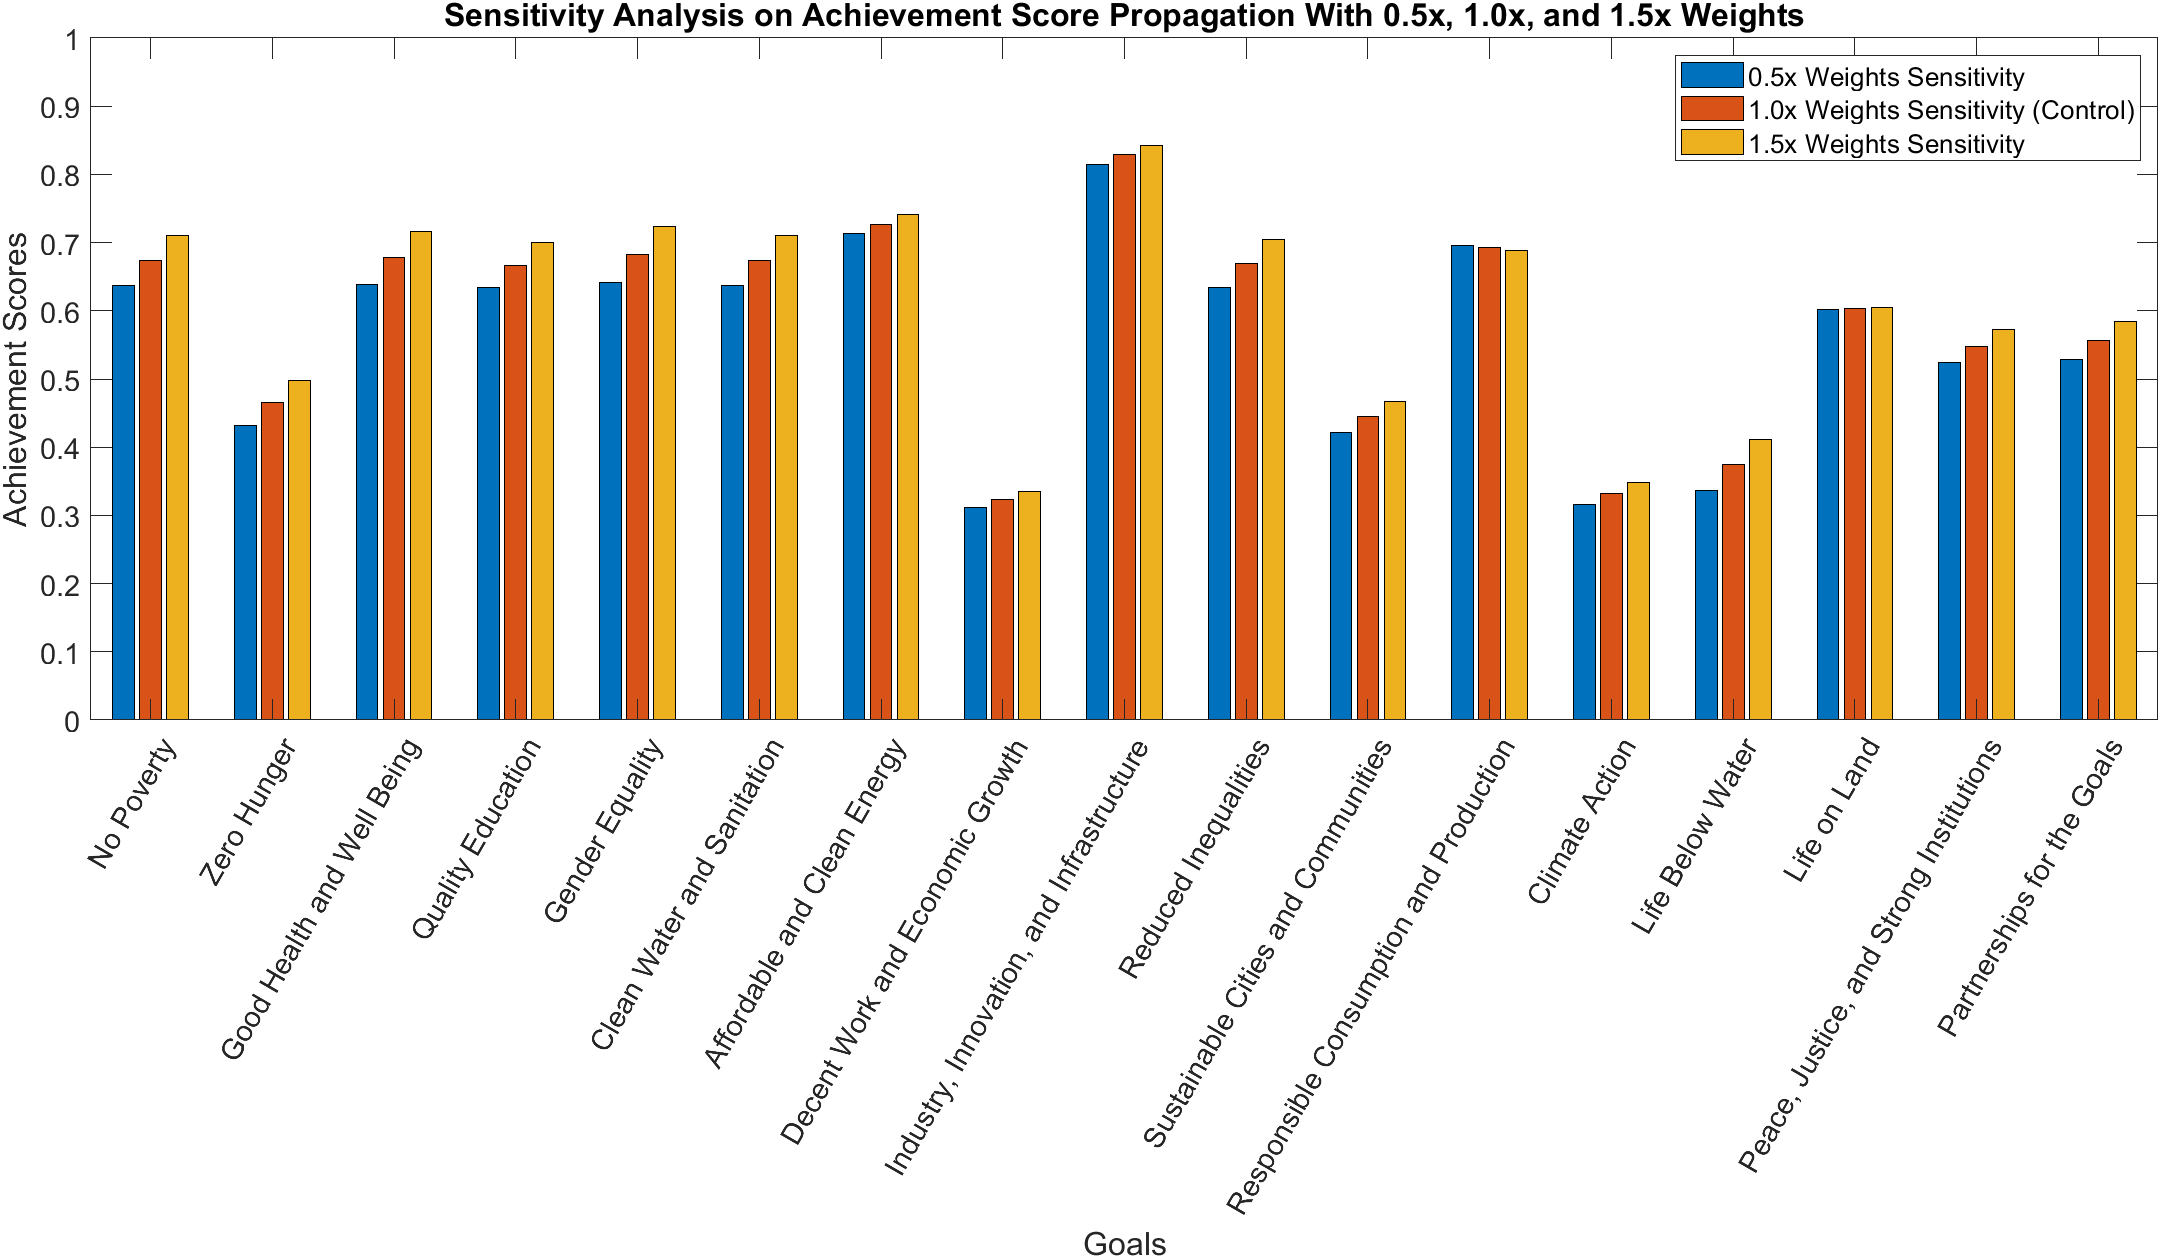 Sensitivity Analysis on Achievement Score Propagation With 0.5x, 1.0x, and 1.5x Weights
1
0.9
0.8
0.7
0.6
0.5
0.4
0.3
0.2
0.1
0
Achievement Scores
0.5x Weights Sensitivity
1.0x Weights Sensitivity (Control)
1.5x Weights Sensitivity
No Poverty
Zero Hunger
Good Health and Well Being
Quality Education
Gender Equality
Clean Water and Sanitation
Affordable and Clean Energy
Decent Work and Economic Growth
Industry, Innovation, and Infrastructure
Reduced Inequalities
Sustainable Cities and Communities
Responsible Consumption and Production
Climate Action
Life Below Water
Life on Land
Peace, Justice, and Strong Institutions
Partnerships for the Goals
Goals